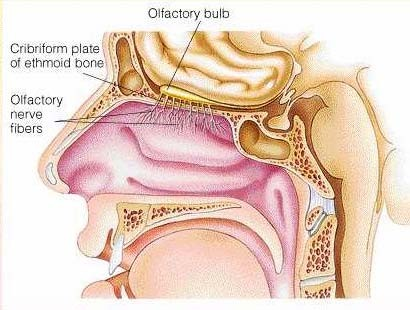 Olfactory bulb
Cribriform plate
of ethmoid bone
Olfactory
nerve
fibers